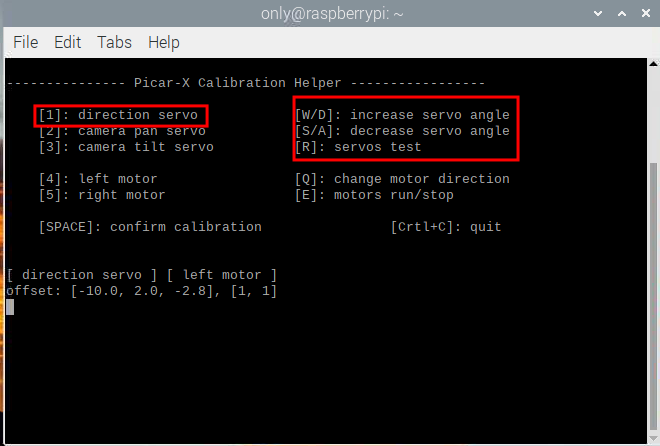 only@raspberrypi: ~
File Edit Tabs Help
--------------- Picar-X Calibration Helper -----------------
[1]: direction servo [W/D]: increase servo angle
[2]: camera pan servo [S/A]: decrease servo angle
[3]: camera tilt servo [R]: servos test
[4]: left motor [Q]: change motor direction
[5]: right motor [E]: motors run/stop
[SPACE]: confirm calibration [Crtl+C]: quit
[ direction servo ] [ left motor ]
offset: [-10.0, 2.0, -2.8], [1, 1]